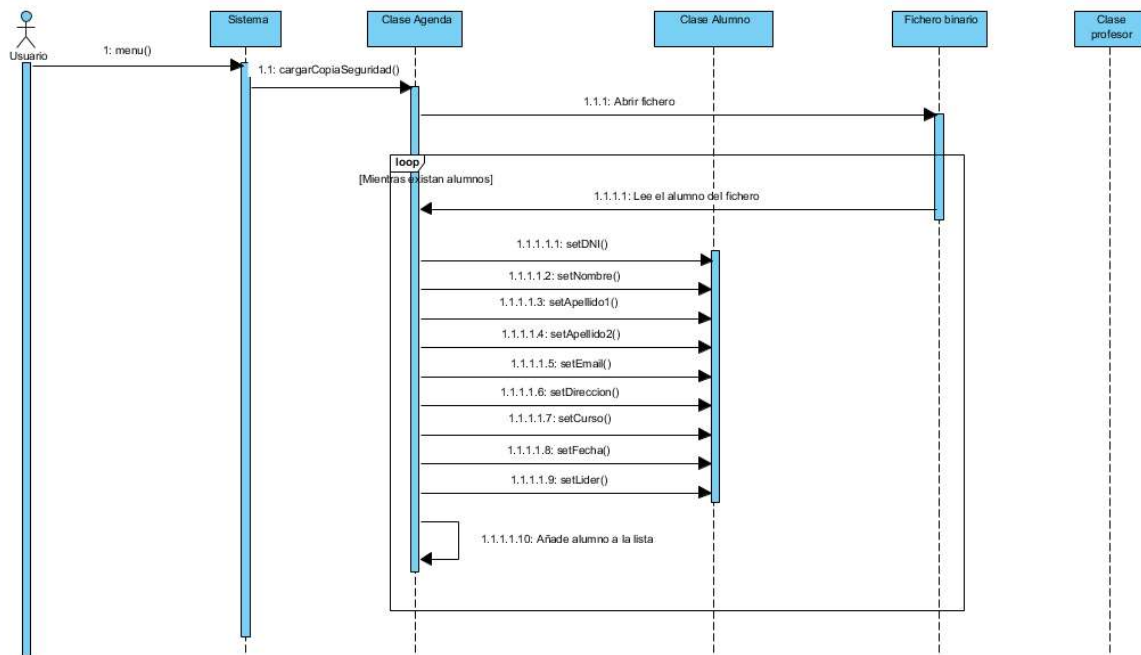 Sistema
Clase Agenda
Clase Alumno
Fichero binario
Clase
profesor
Usuario
1: menu()
1.1: cargarCopiaSeguridad()
1.1.1: Abrir fichero
loop
[Mientras existan alumnos]
1.1.1.1: Lee el alumno del fichero
1.1.1.1.1: setDNI()
1.1.1.1.2: setNombre()
1.1.1.1.3: setApellido1()
1.1.1.1.4: setApellido2()
1.1.1.1.5: setEmail()
1.1.1.1.6: setDireccion()
1.1.1.1.7: setCurso()
1.1.1.1.8: setFecha()
1.1.1.1.9: setLider()
1.1.1.1.10: Añade alumno a la lista